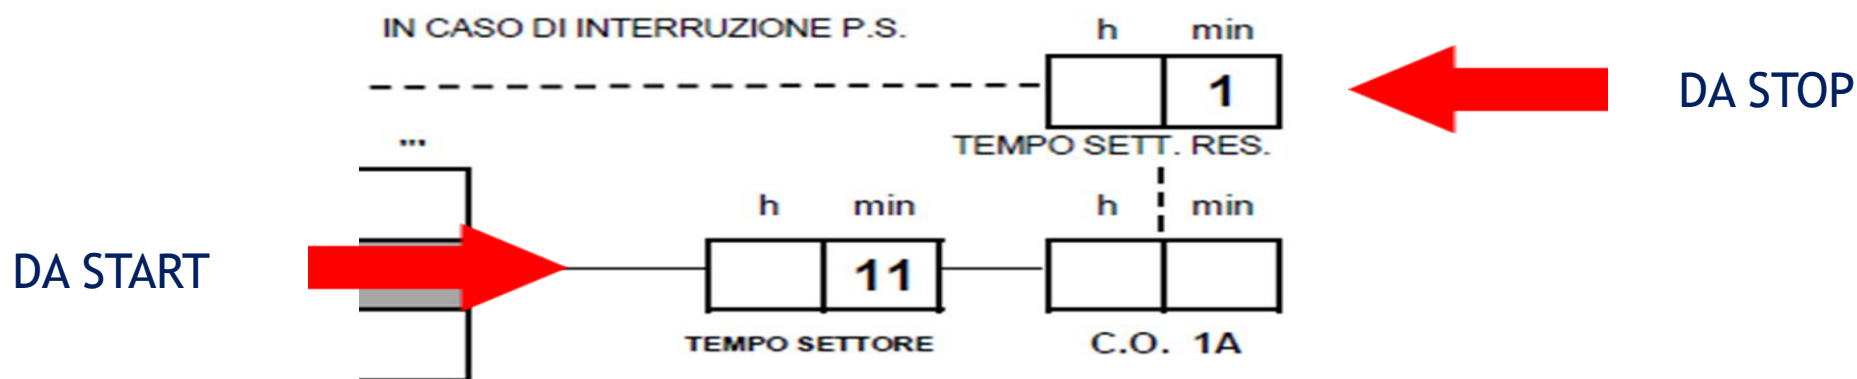 IN CASO DI INTERRUZIONE P.S.
h min
1
DA STOP
...
TEMPO SETT. RES.
h min
h min
DA START
11
TEMPO SETTORE
C.O. 1A